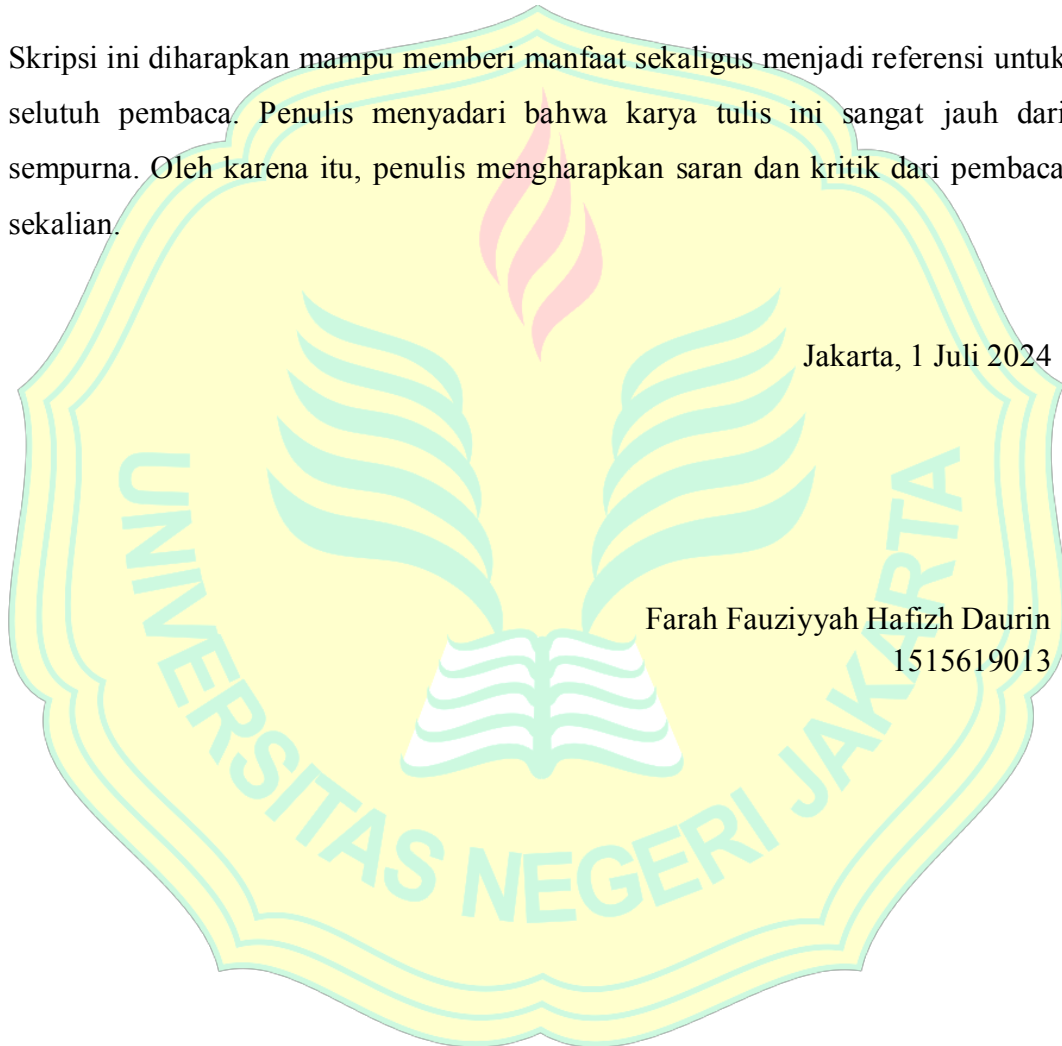 Skripsi ini diharapkan mampu memberi manfaat sekaligus menjadi referensi untuk
selutuh pembaca. Penulis menyadari bahwa karya tulis ini sangat jauh dari
sempurna. Oleh karena itu, penulis mengharapkan saran dan kritik dari pembaca
sekalian.
Jakarta, 1 Juli 2024
Farah Fauziyyah Hafizh Daurin
1515619013
UNIVERSITAS NEGERI JAKARTA